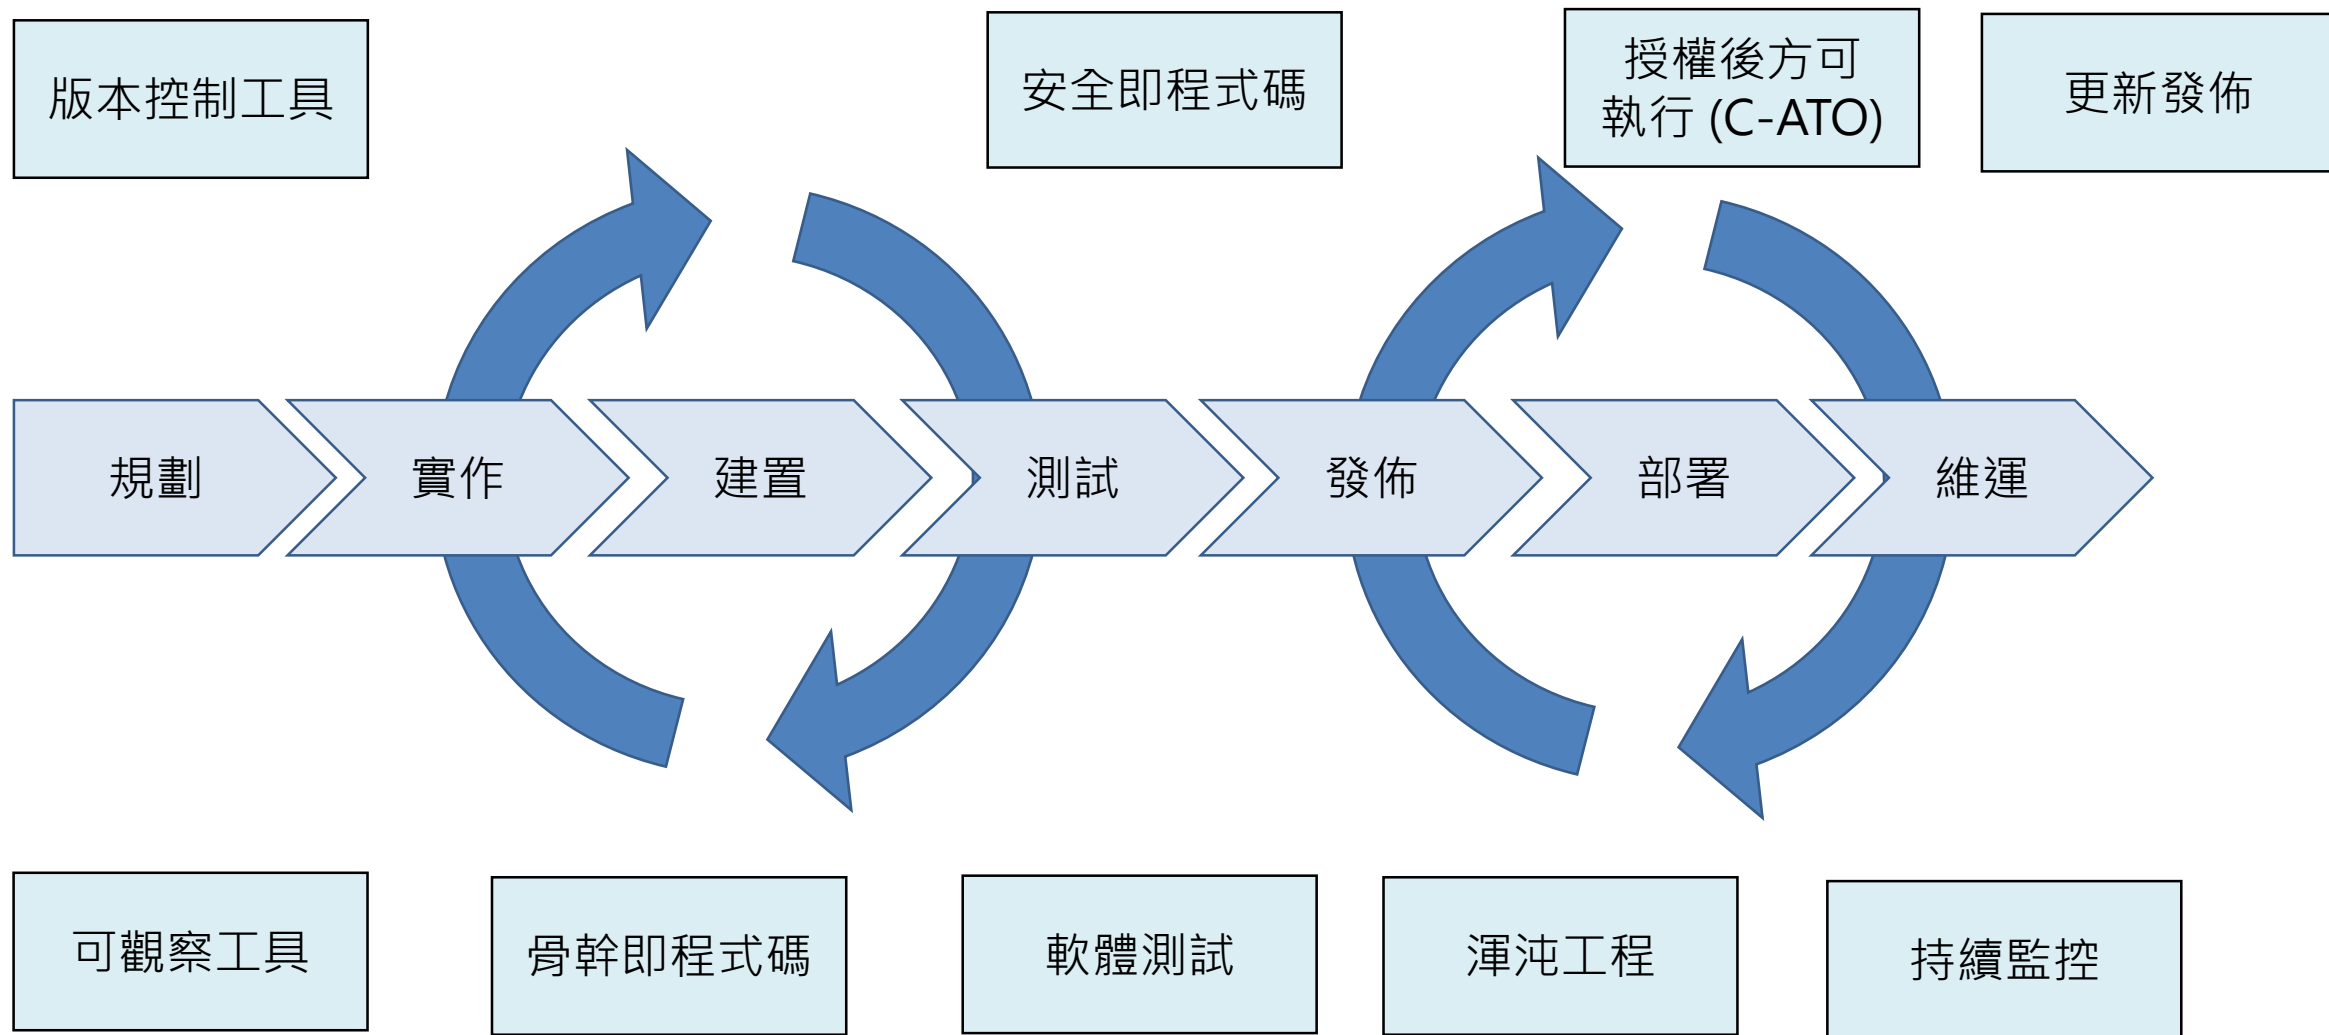 版本控制工具
安全即程式碼
授權後方可
執行 (C-ATO)
更新發佈
規劃
實作
建置
測試
發佈
部署
維運
可觀察工具
骨幹即程式碼
軟體測試
渾沌工程
持續監控